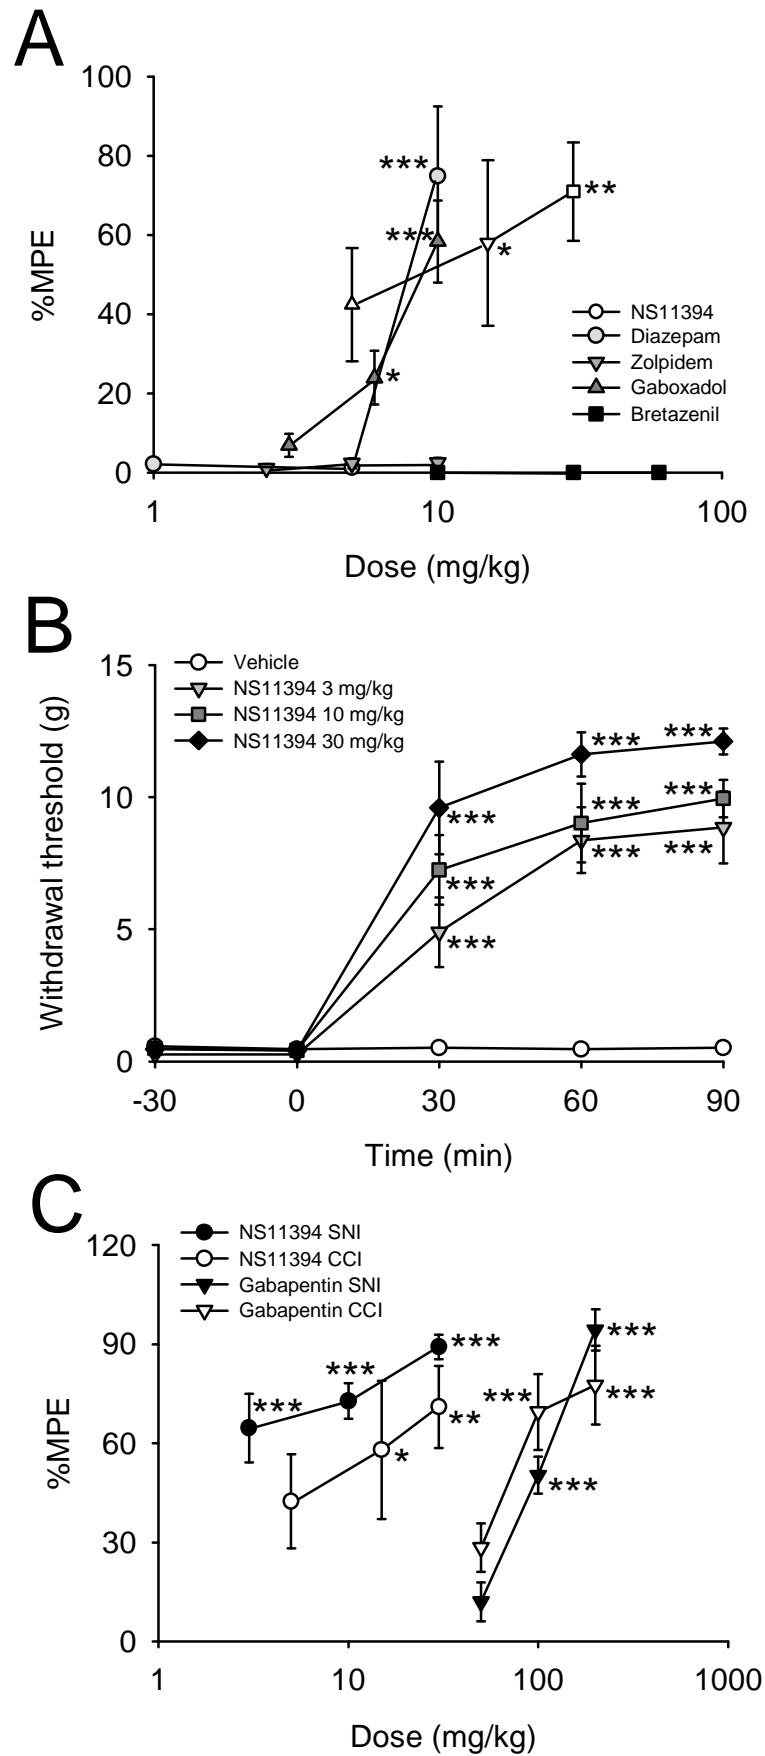 A
100
80
60
40
20
0
%MPE
***
***
*
*
**
NS11394
Diazepam
Zolpidem
Gaboxadol
Bretazenil
1 10 100
Dose (mg/kg)
B
15
10
5
0
Withdrawal threshold (g)
Vehicle
NS11394 3 mg/kg
NS11394 10 mg/kg
NS11394 30 mg/kg
*** ***
***
*** ***
***
*** ***
***
-30 0 30 60 90
Time (min)
C
120
90
60
30
0
%MPE
NS11394 SNI
NS11394 CCI
Gabapentin SNI
Gabapentin CCI
*** *** ***
* **
*** ***
*** ***
1 10 100 1000
Dose (mg/kg)